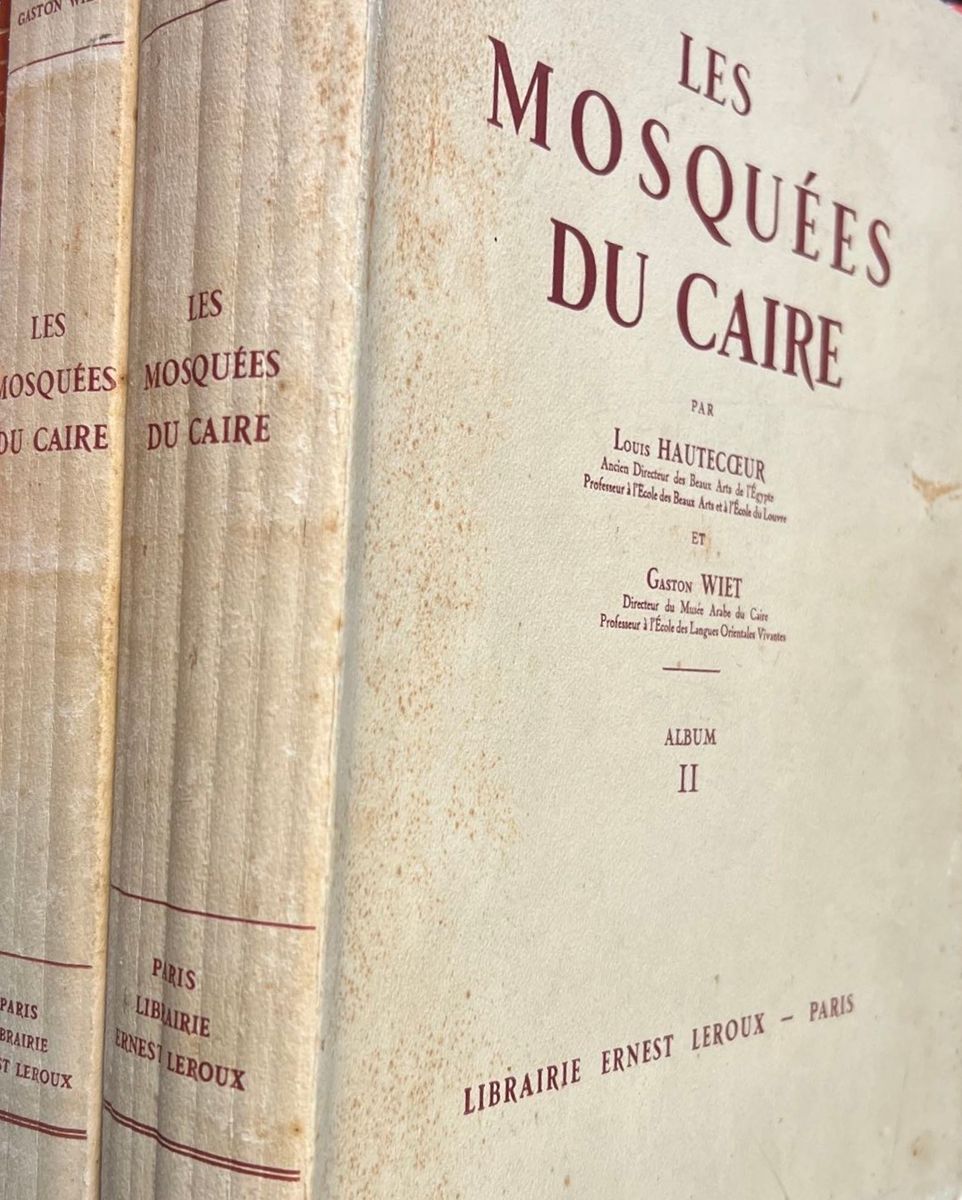 GASTON
LES
MOSQUÉES
DU CAIRE
PARIS
LEROUX
LES
MOSQUÉES
DU CAIRE
PARIS
LIBRAIRIE
ERNEST LEROUX
LES
MOSQUÉES
DU CAIRE
PAR
LOUIS HAUTECŒUR
Ancien Directeur des Beaux Arts de l'Égypte
Professeur à l'École des Beaux Arts et à l'École du Louvre
ET
GASTON WIET
Directeur du Musée Arabe du Caire
Professeur à l'École des Langues Orientales Vivantes
ALBUM
II
LIBRAIRIE ERNEST LEROUX – PARIS